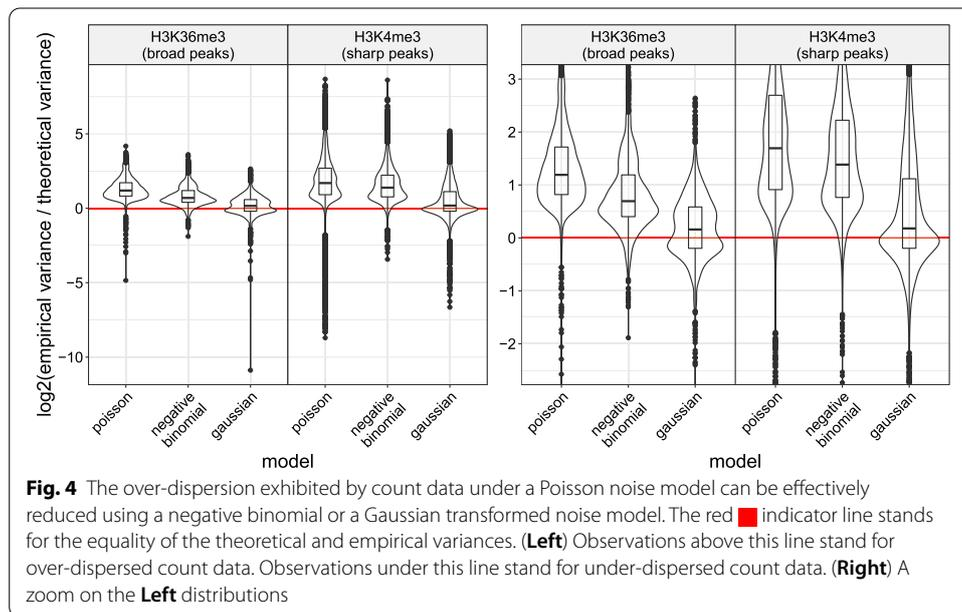 H3K36me3
(broad peaks)
H3K4me3
(sharp peaks)
log2(empirical variance / theoretical variance)
5
0
−5
−10
poisson
negative
binomial
gaussian
poisson
negative
binomial
gaussian
model
H3K36me3
(broad peaks)
H3K4me3
(sharp peaks)
3
2
1
0
−1
−2
poisson
negative
binomial
gaussian
poisson
negative
binomial
gaussian
model
Fig. 4 The over-dispersion exhibited by count data under a Poisson noise model can be effectively
reduced using a negative binomial or a Gaussian transformed noise model. The red indicator line stands
for the equality of the theoretical and empirical variances. (Left) Observations above this line stand for
over-dispersed count data. Observations under this line stand for under-dispersed count data. (Right) A
zoom on the Left distributions